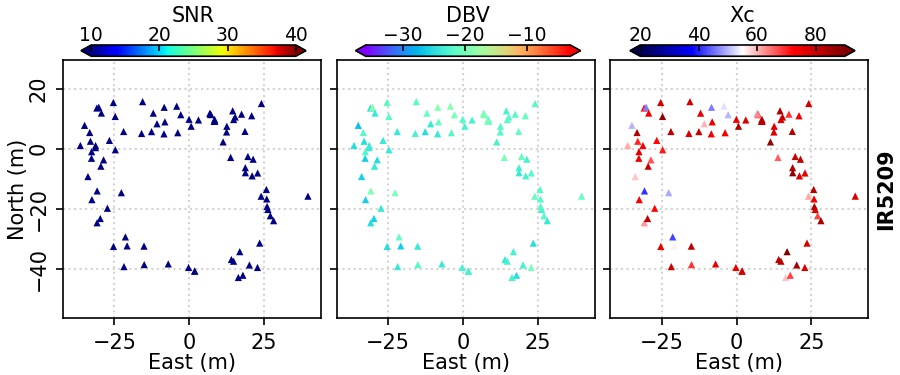 SNR DBV Xc
10 20 30 40 −30 −20 −10 20 40 60 80
20
0
−20
−40
North (m)
−25 0 25 −25 0 25 −25 0 25
East (m) East (m) East (m)
IR5209